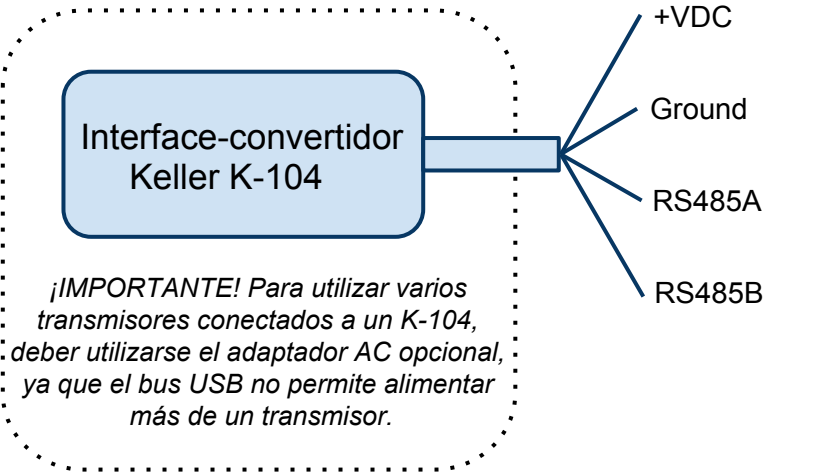 +VDC
Ground
RS485A
RS485B
Interface-convertidor
Keller K-104
¡IMPORTANTE! Para utilizar varios
transmisores conectados a un K-104,
deber utilizarse el adaptador AC opcional,
ya que el bus USB no permite alimentar
más de un transmisor.